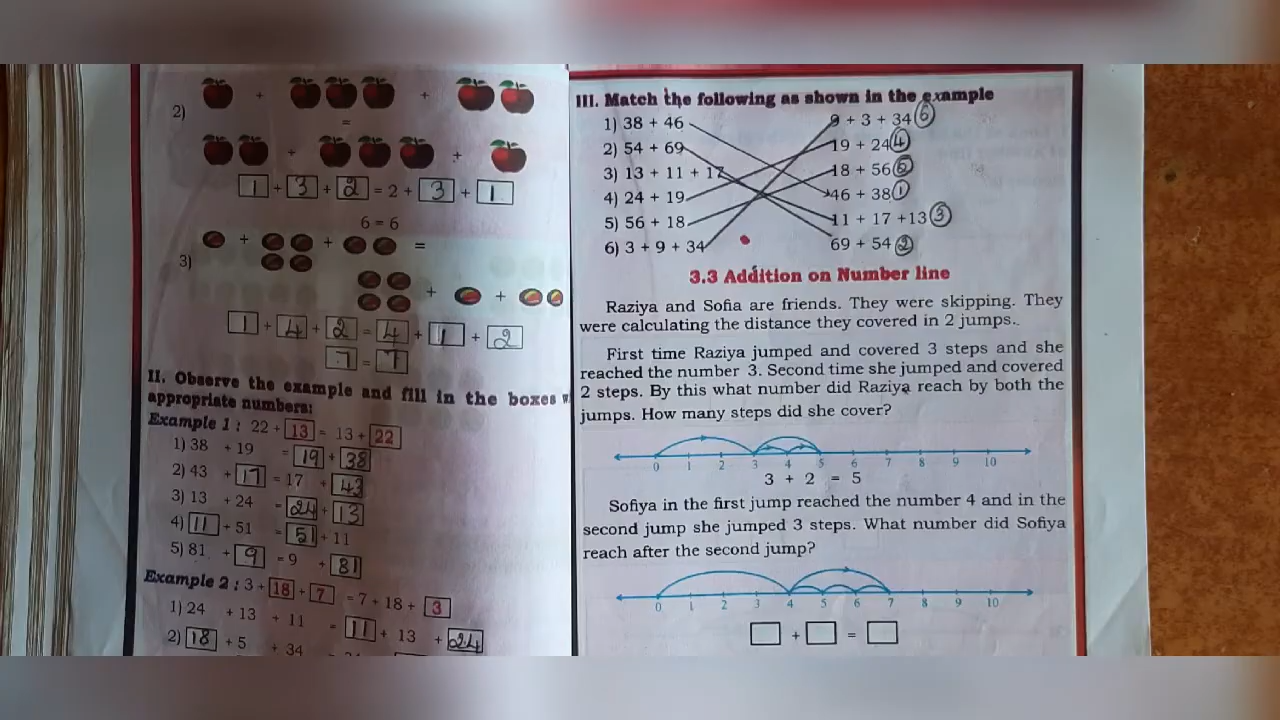 2)
+ +
=
+ +
1 + 3 + 2 = 2 + 3 + 1
6 = 6
3)
+ + =
+ +
1 + 4 + 2 = 4 + 1 + 2
7 = 7
II. Observe the example and fill in the boxes
appropriate numbers:
Example 1 : 22 + 13 = 13 + 22
1) 38 + 19 = 19 + 38
2) 43 + 17 = 17 + 43
3) 13 + 24 = 24 + 13
4) 11 + 51 = 51 + 11
5) 81 + 9 = 9 + 81
Example 2 : 3 + 18 + 7 = 7 + 18 + 3
1) 24 + 13 + 11 = 11 + 13 + 24
2) 18 + 5 + 34
III. Match the following as shown in the example
1) 38 + 46 9 + 3 + 34 6
2) 54 + 69 19 + 24 4
3) 13 + 11 + 17 18 + 56
4) 24 + 19 46 + 38 1
5) 56 + 18 11 + 17 +13 3
6) 3 + 9 + 34 69 + 54 2
3.3 Addition on Number line
Raziya and Sofia are friends. They were skipping. They
were calculating the distance they covered in 2 jumps.
First time Raziya jumped and covered 3 steps and she
reached the number 3. Second time she jumped and covered
2 steps. By this what number did Raziya reach by both the
jumps. How many steps did she cover?
0 1 2 3 4 5 6 7 8 9 10
3 + 2 = 5
Sofiya in the first jump reached the number 4 and in the
second jump she jumped 3 steps. What number did Sofiya
reach after the second jump?
0 1 2 3 4 5 6 7 8 9 10
+ =